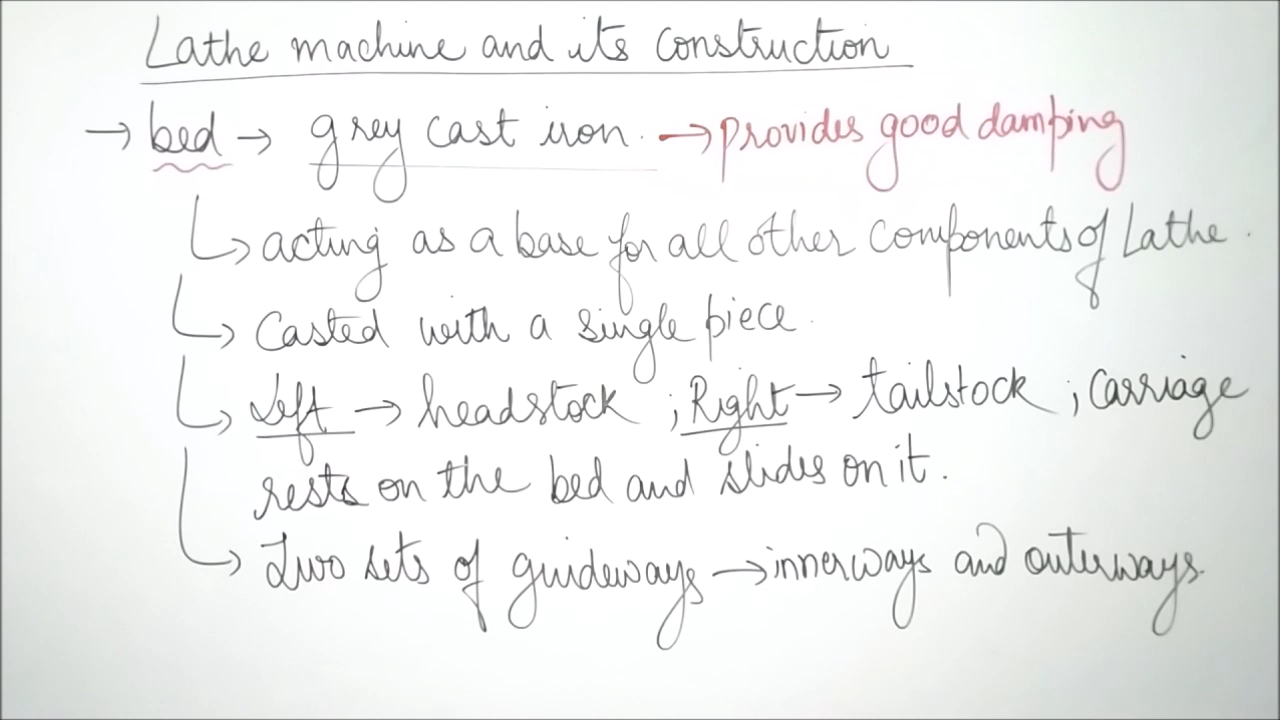 Lathe machine and its construction
→ bed → grey cast iron. → provides good damping
↳ acting as a base for all other components of Lathe.
↳ Casted with a single piece.
↳ Left → headstock ; Right → tailstock ; Carriage
rests on the bed and slides on it.
↳ Two sets of guideways → innerways and outerways.